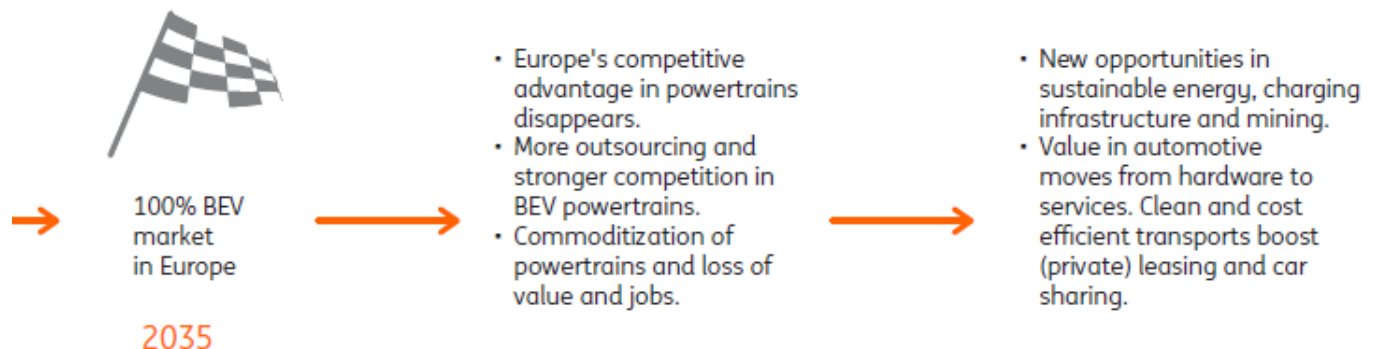 100% BEV
market
in Europe
2035
• Europe's competitive
advantage in powertrains
disappears.
• More outsourcing and
stronger competition in
BEV powertrains.
• Commoditization of
powertrains and loss of
value and jobs.
• New opportunities in
sustainable energy, charging
infrastructure and mining.
• Value in automotive
moves from hardware to
services. Clean and cost
efficient transports boost
(private) leasing and car
sharing.